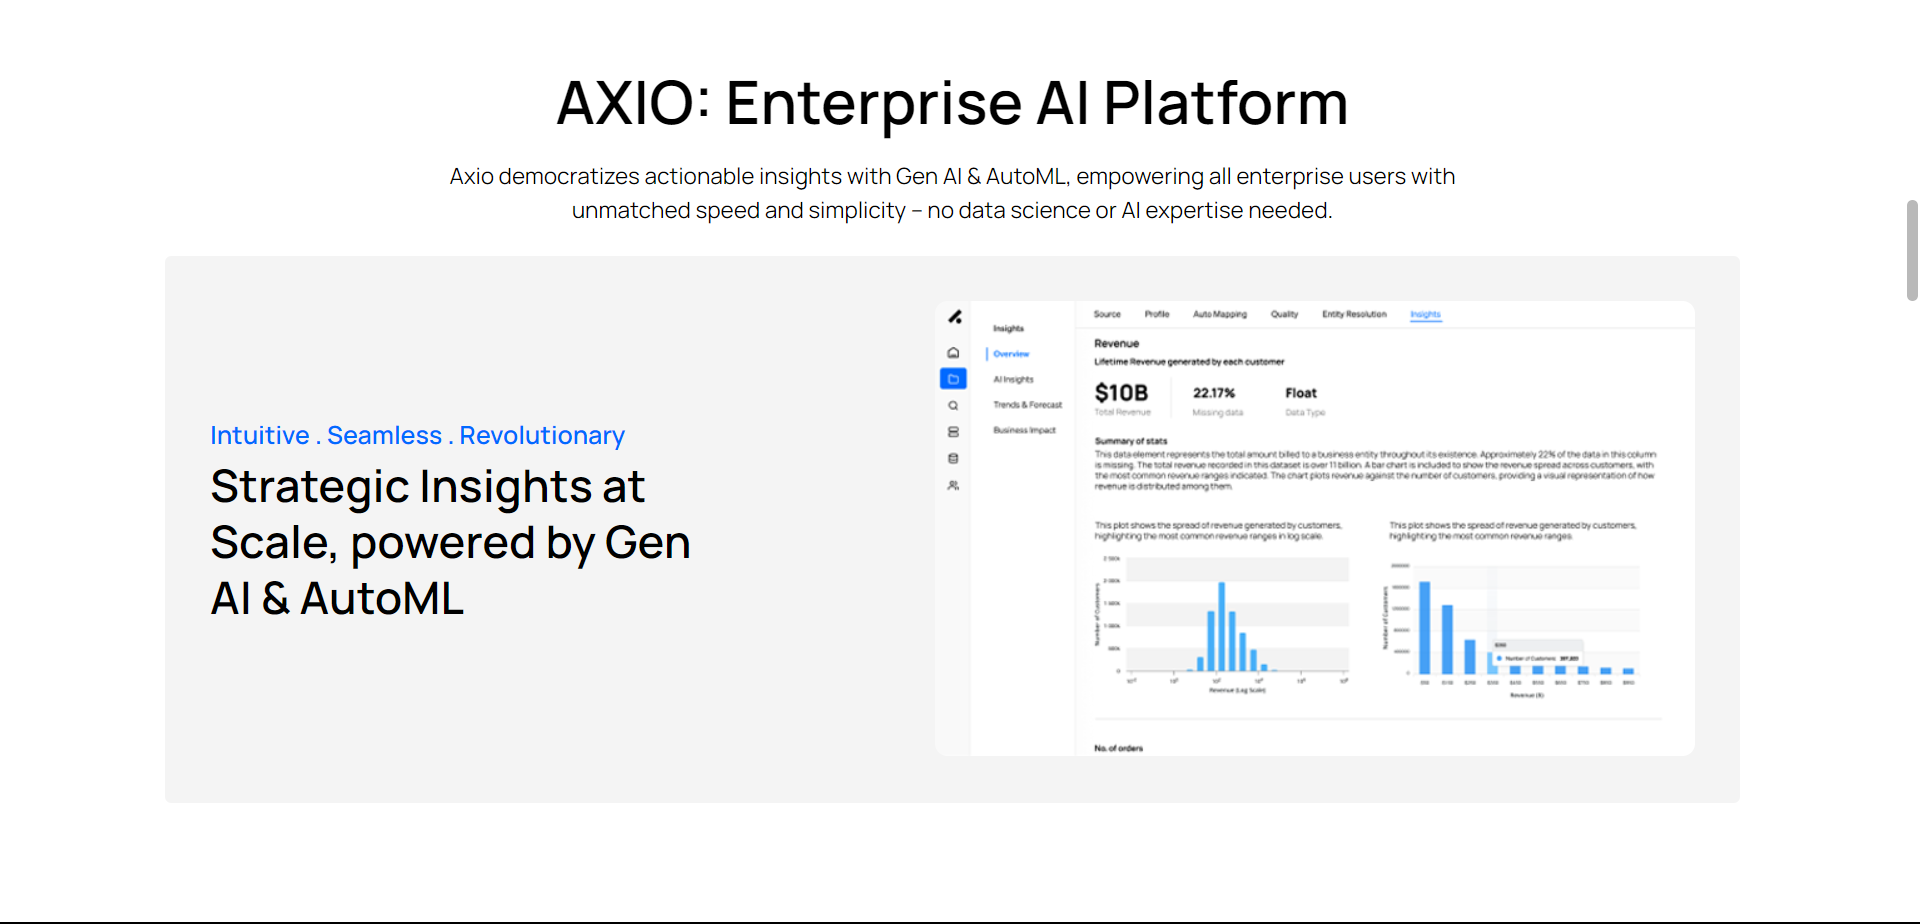 AXIO: Enterprise AI Platform
Axio democratizes actionable insights with Gen AI & AutoML, empowering all enterprise users with
unmatched speed and simplicity – no data science or AI expertise needed.
Intuitive . Seamless . Revolutionary
Strategic Insights at
Scale, powered by Gen
AI & AutoML
Insights
Overview
AI Insights
Trends & Forecast
Business Impact
Source Profile Auto Mapping Quality Entity Resolution Insights
Revenue
Lifetime Revenue generated by each customer
$10B 22.17% Float
Total Revenue Missing data Data Type
Summary of stats
This data element represents the total amount billed to a business entity throughout its existence. Approximately 22% of the data in this column
is missing. The total revenue recorded in this dataset is over 11 billion. A bar chart is included to show the revenue spread across customers, with
the most common revenue ranges indicated. The chart plots revenue against the number of customers, providing a visual representation of how
revenue is distributed among them.
This plot shows the spread of revenue generated by customers,
highlighting the most common revenue ranges in log scale.
Number of Customers
Revenue (Log Scale)
This plot shows the spread of revenue generated by customers,
highlighting the most common revenue ranges.
Number of Customers
Number of Customers
Revenue ($)
No. of orders